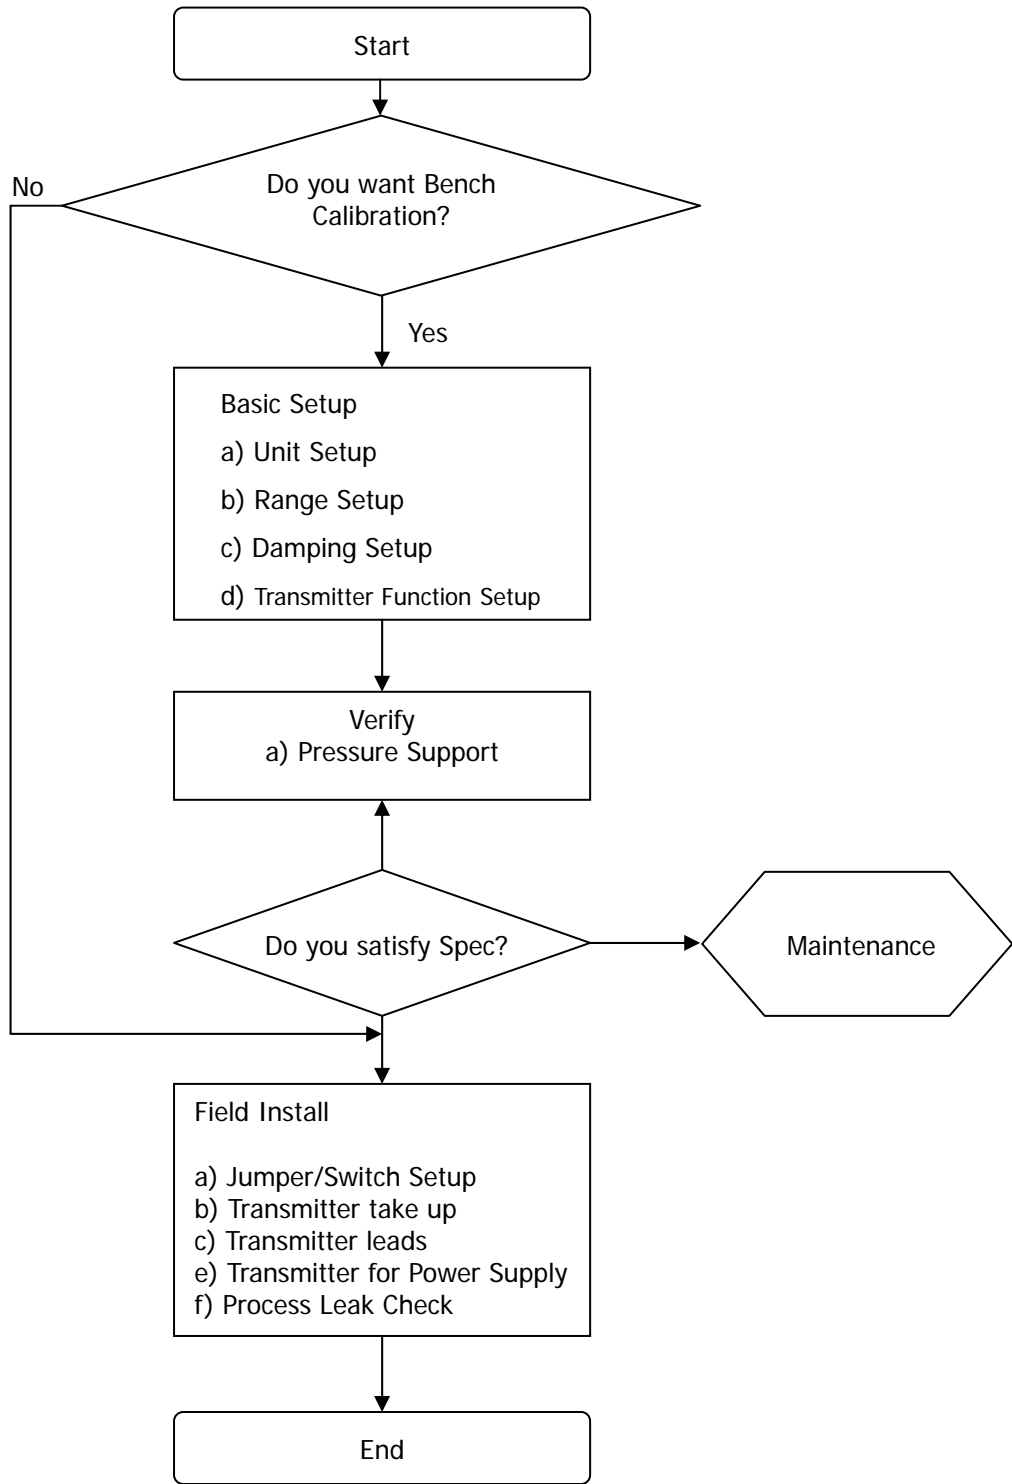 Start
No
Do you want Bench
Calibration?
Yes
Basic Setup
a) Unit Setup
b) Range Setup
c) Damping Setup
d) Transmitter Function Setup
Verify
a) Pressure Support
Do you satisfy Spec?
Maintenance
Field Install
a) Jumper/Switch Setup
b) Transmitter take up
c) Transmitter leads
e) Transmitter for Power Supply
f) Process Leak Check
End